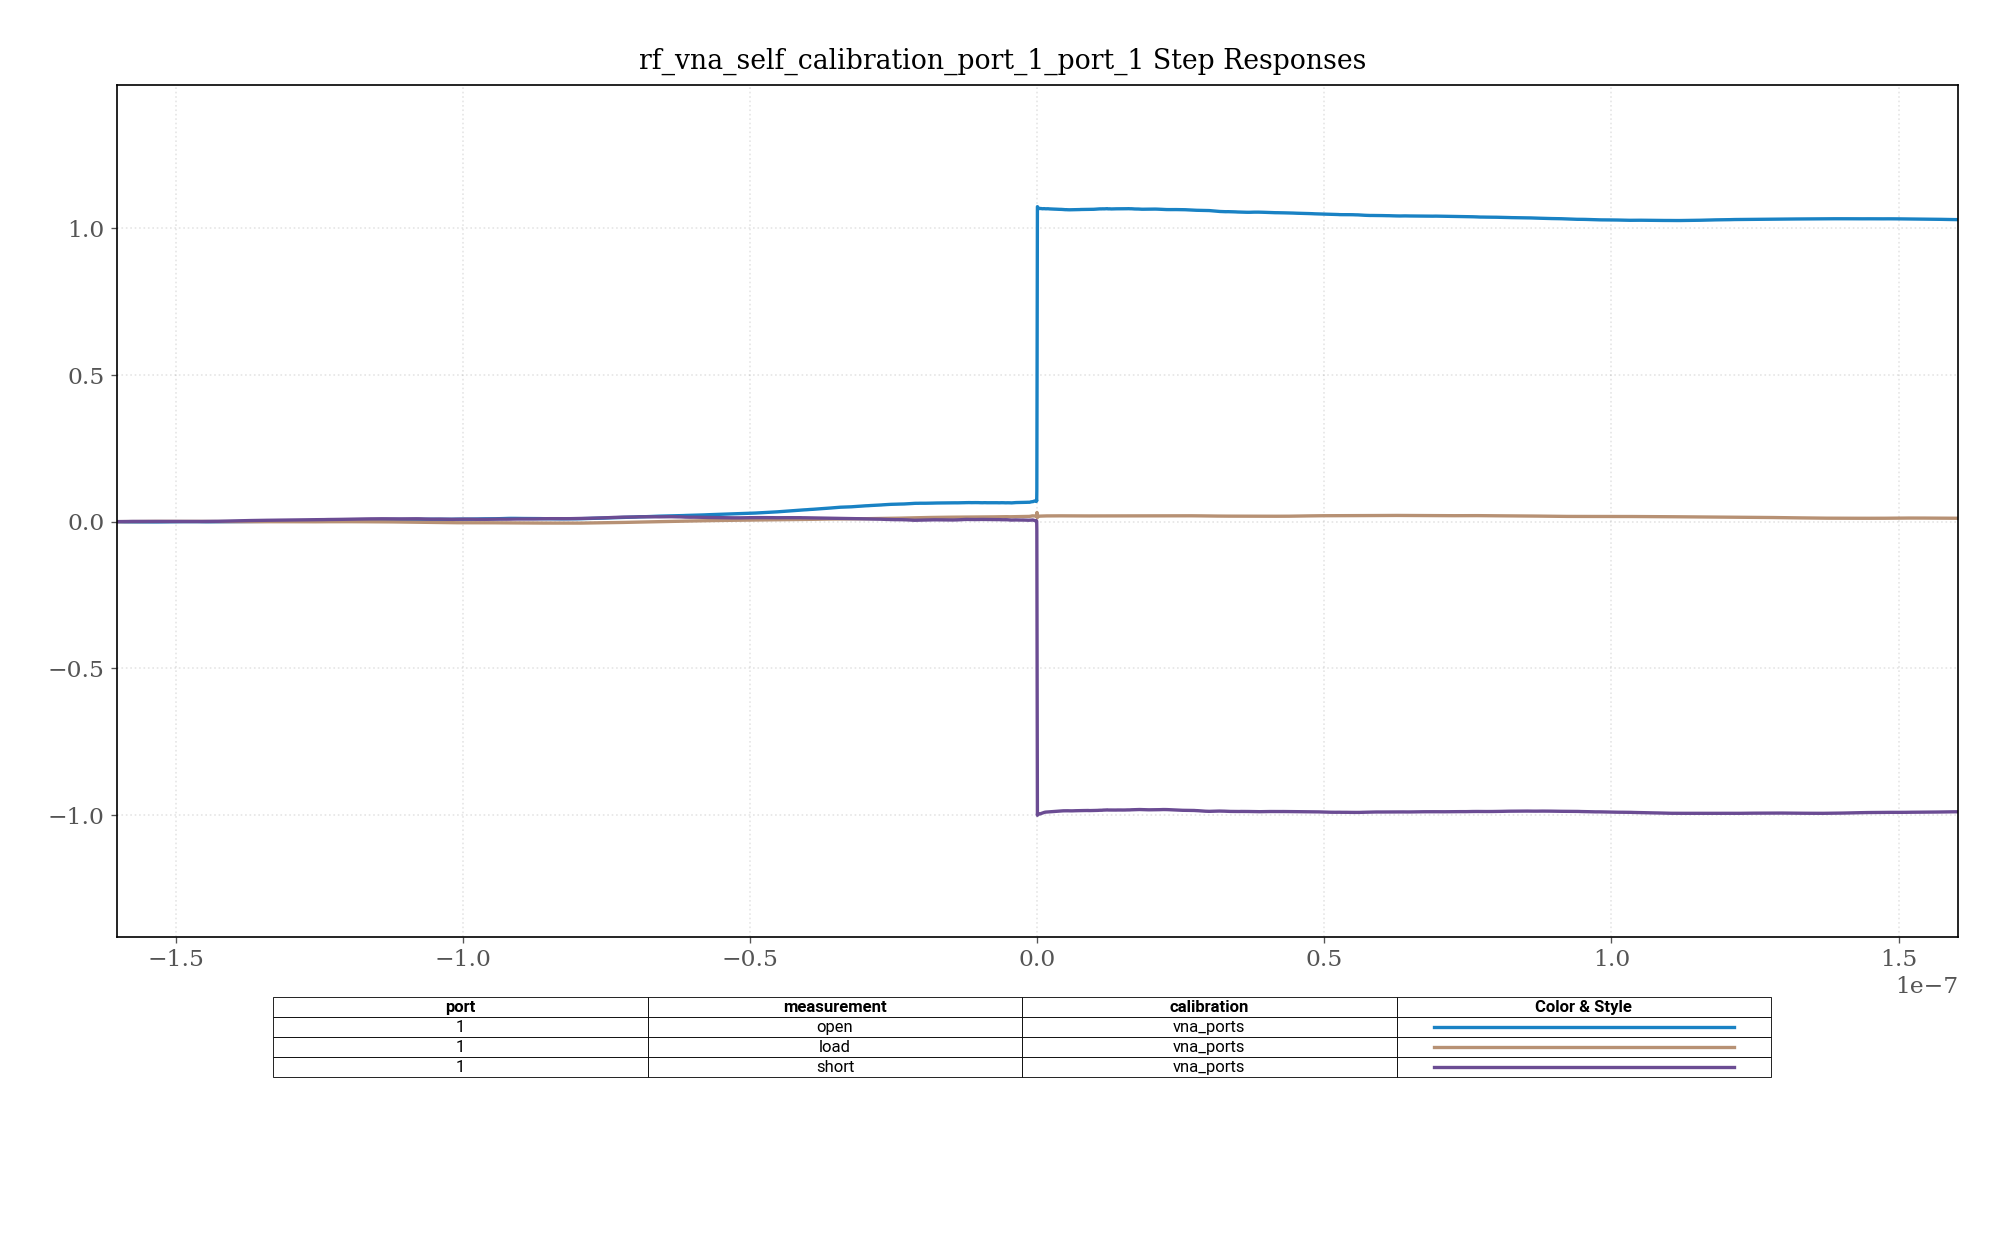 rf_vna_self_calibration_port_1_port_1 Step Responses
1.0
0.5
0.0
−0.5
−1.0
−1.5 −1.0 −0.5 0.0 0.5 1.0 1.5
1e−7
port measurement calibration Color & Style
1 open vna_ports
1 load vna_ports
1 short vna_ports